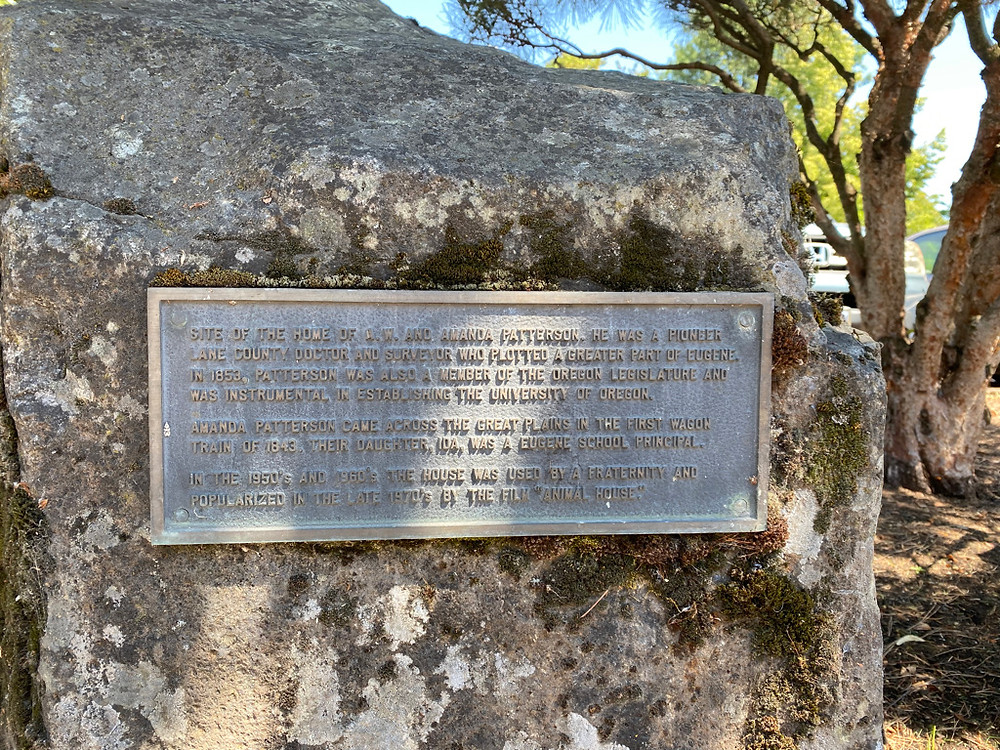 SITE OF THE HOME OF A. W. AND AMANDA PATTERSON. HE WAS A PIONEER
LANE COUNTY DOCTOR AND SURVEYOR WHO PLOTTED A GREATER PART OF EUGENE.
IN 1853, PATTERSON WAS ALSO A MEMBER OF THE OREGON LEGISLATURE AND
WAS INSTRUMENTAL IN ESTABLISHING THE UNIVERSITY OF OREGON.
AMANDA PATTERSON CAME ACROSS THE GREAT PLAINS IN THE FIRST WAGON
TRAIN OF 1843. THEIR DAUGHTER, IDA, WAS A EUGENE SCHOOL PRINCIPAL.
IN THE 1950's AND 1960's THE HOUSE WAS USED BY A FRATERNITY AND
POPULARIZED IN THE LATE 1970's BY THE FILM "ANIMAL HOUSE"